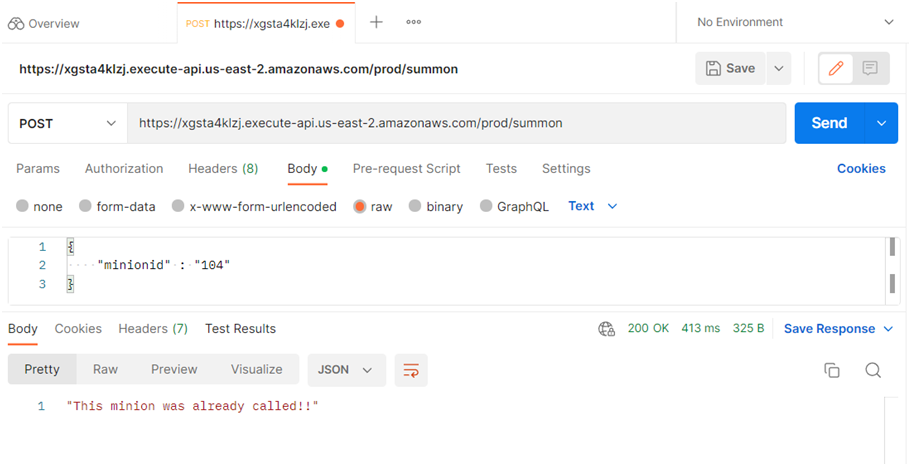 Overview
POST https://xgsta4klzj.exe
No Environment
https://xgsta4klzj.execute-api.us-east-2.amazonaws.com/prod/summon
Save
POST
https://xgsta4klzj.execute-api.us-east-2.amazonaws.com/prod/summon
Send
Params Authorization Headers (8) Body Pre-request Script Tests Settings Cookies
none form-data x-www-form-urlencoded raw binary GraphQL Text
1 {
2 "minionid" : "104"
3 }
Body Cookies Headers (7) Test Results 200 OK 413 ms 325 B Save Response
Pretty Raw Preview Visualize JSON
1 "This minion was already called!!"